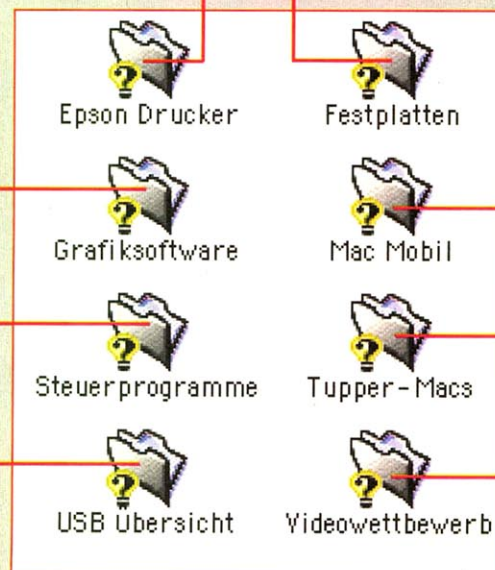 Epson Drucker
Festplatten
Grafiksoftware
Mac Mobil
Steuerprogramme
Tupper-Macs
USB Übersicht
Videowettbewerb